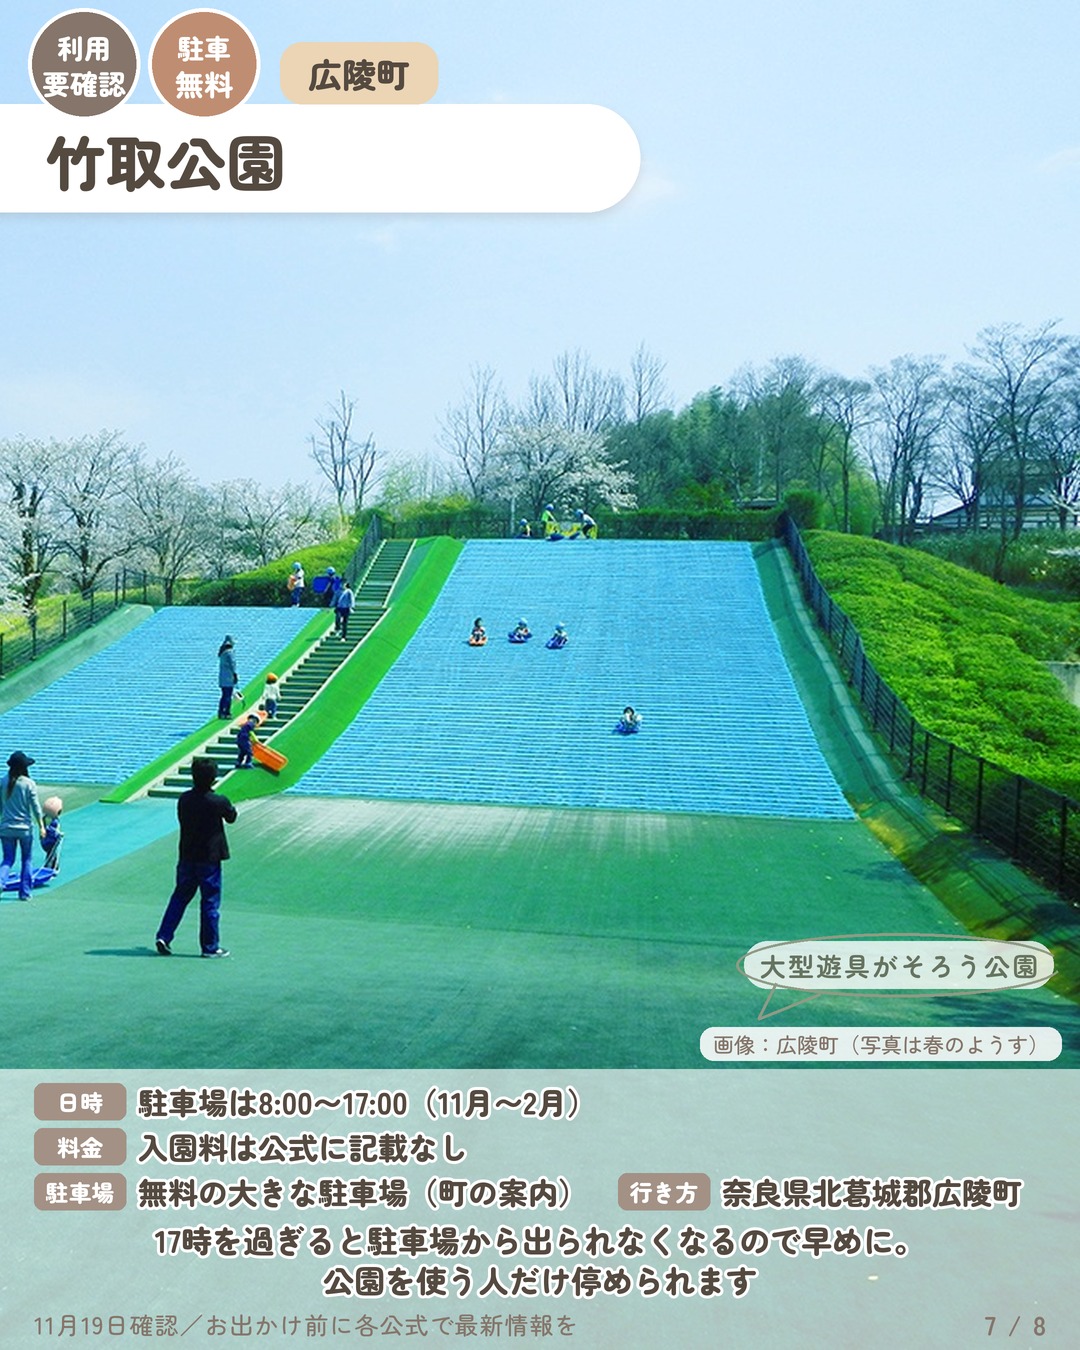 利用
要確認
駐車
無料
広陵町
竹取公園
大型遊具がそろう公園
画像：広陵町（写真は春のようす）
日時 駐車場は8:00〜17:00（11月〜2月）
料金 入園料は公式に記載なし
駐車場 無料の大きな駐車場（町の案内） 行き方 奈良県北葛城郡広陵町
17時を過ぎると駐車場から出られなくなるので早めに。
公園を使う人だけ停められます
11月19日確認／お出かけ前に各公式で最新情報を
7 / 8